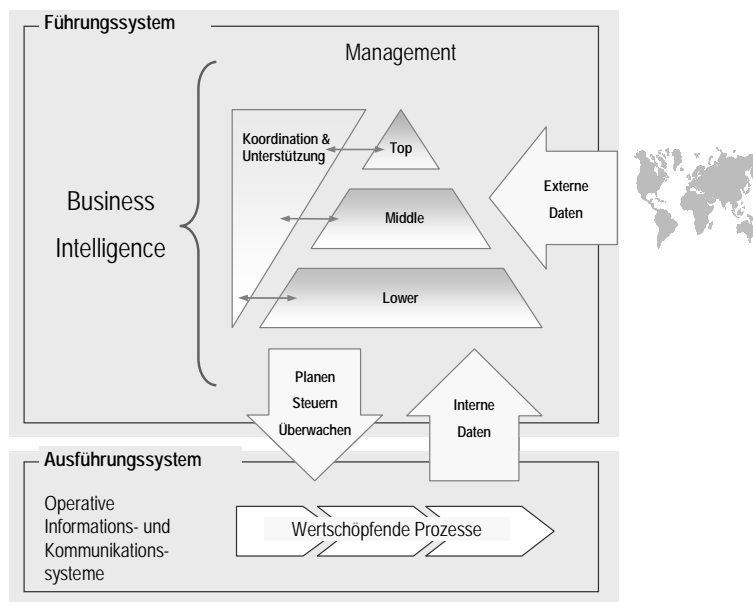 Führungssystem
Management
Koordination &
Unterstützung
Top
Business
Intelligence
Middle
Lower
Externe
Daten
Planen
Steuern
Überwachen
Interne
Daten
Ausführungssystem
Operative
Informations- und
Kommunikations-
systeme
Wertschöpfende Prozesse